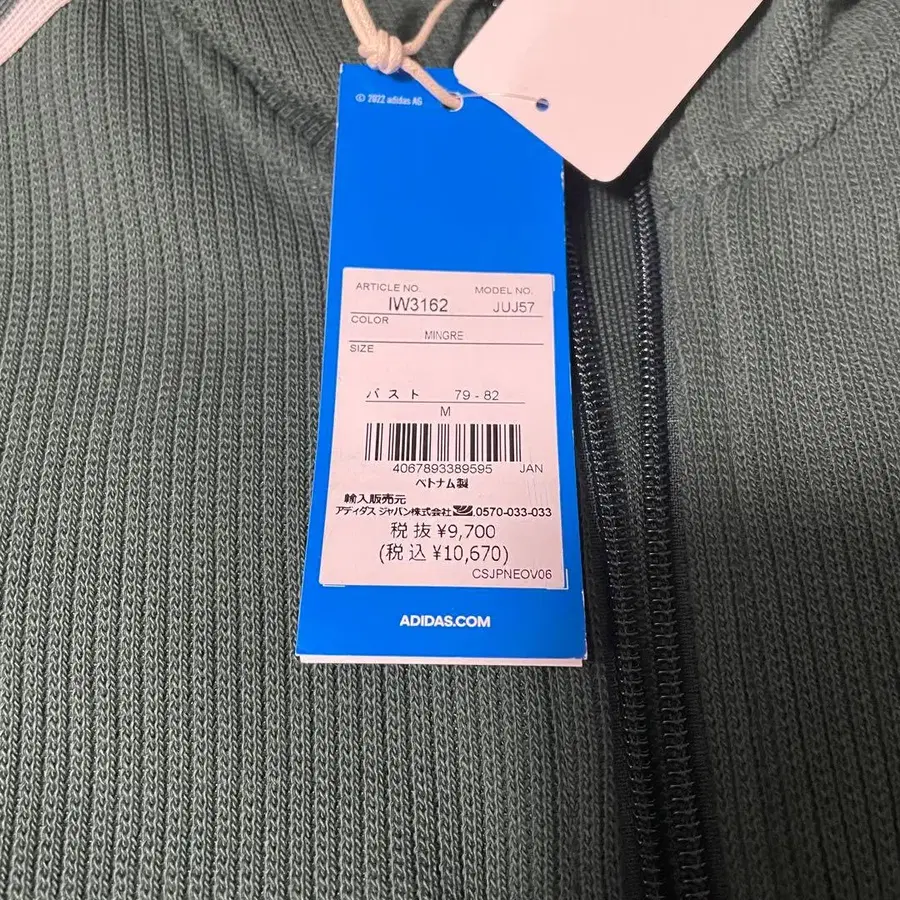 © 2022 adidas AG
ARTICLE NO. MODEL NO.
IW3162 JUJ57
COLOR
MINGRE
SIZE
バスト 79 - 82
M
4067893389595 JAN
ベトナム製
輸入販売元
アディダス ジャパン株式会社 0570-033-033
税抜 ¥9,700
(税込 ¥10,670)
CSJPNEOV06
ADIDAS.COM